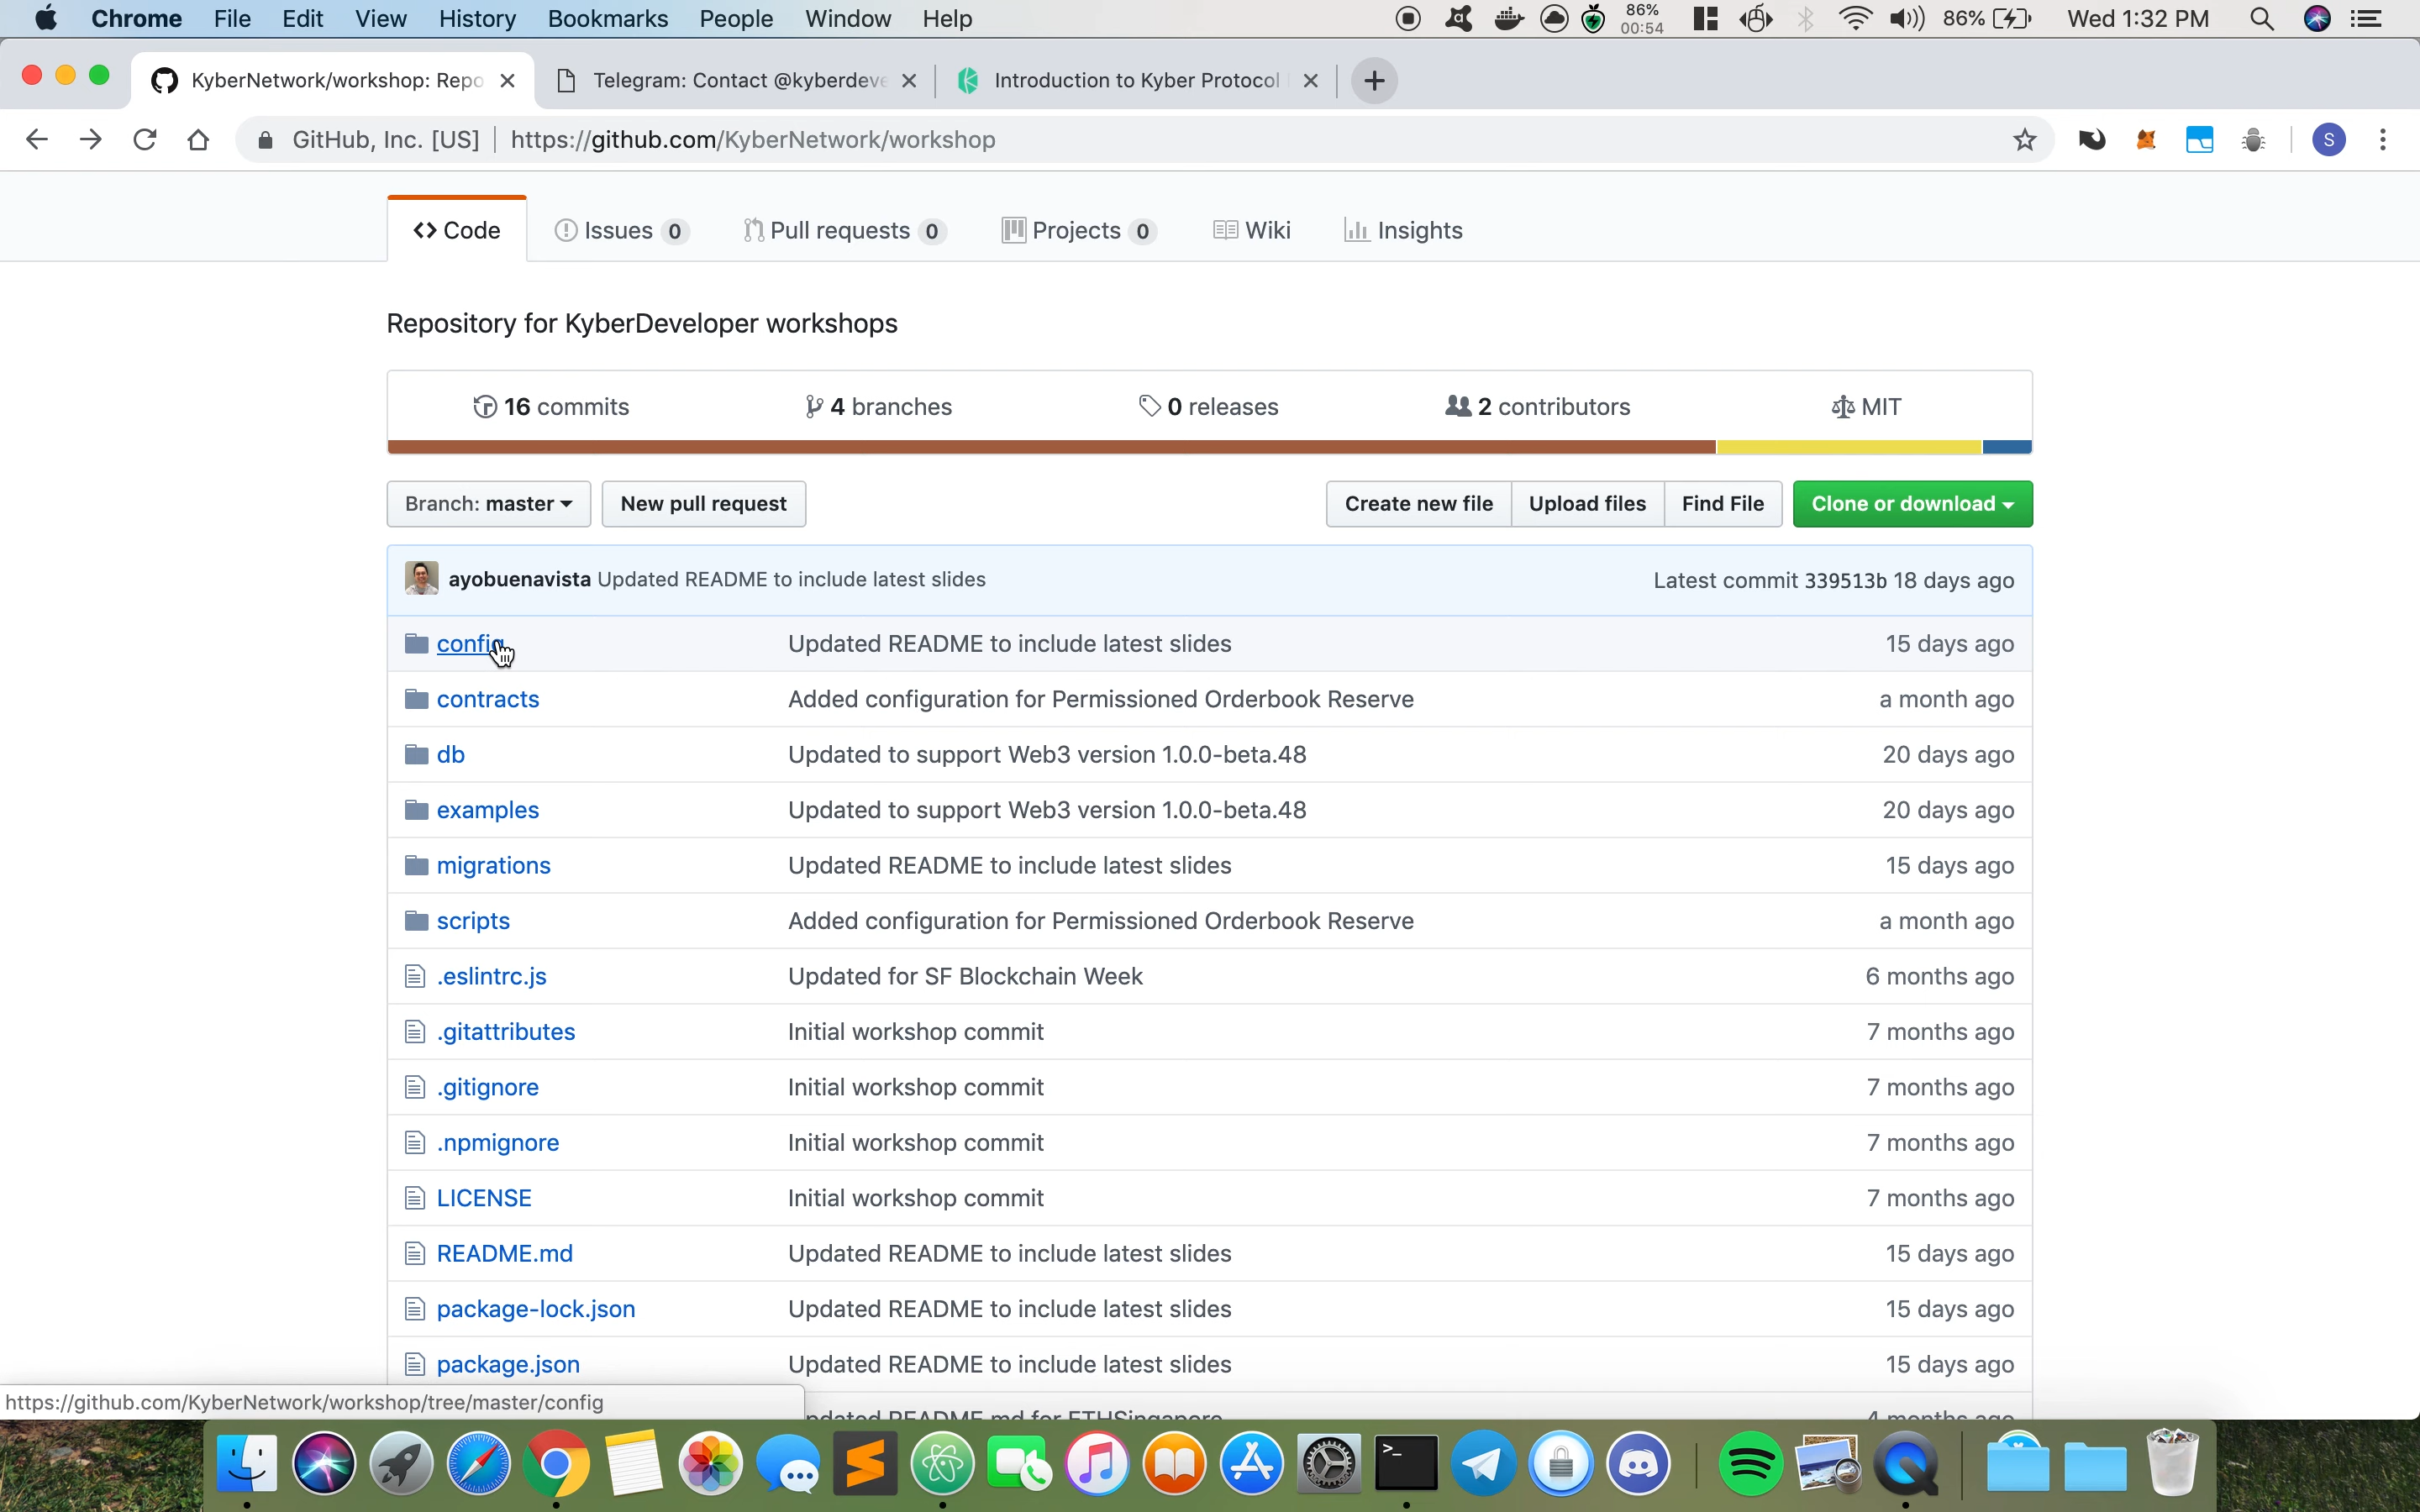 Chrome File Edit View History Bookmarks People Window Help 86% 00:54 86% Wed 1:32 PM
KyberNetwork/workshop: Repo Telegram: Contact @kyberdeve Introduction to Kyber Protocol
GitHub, Inc. [US] https://github.com/KyberNetwork/workshop S
Code Issues 0 Pull requests 0 Projects 0 Wiki Insights
Repository for KyberDeveloper workshops
16 commits 4 branches 0 releases 2 contributors MIT
Branch: master New pull request Create new file Upload files Find File Clone or download
ayobuenavista Updated README to include latest slides Latest commit 339513b 18 days ago
config Updated README to include latest slides 15 days ago
contracts Added configuration for Permissioned Orderbook Reserve a month ago
db Updated to support Web3 version 1.0.0-beta.48 20 days ago
examples Updated to support Web3 version 1.0.0-beta.48 20 days ago
migrations Updated README to include latest slides 15 days ago
scripts Added configuration for Permissioned Orderbook Reserve a month ago
.eslintrc.js Updated for SF Blockchain Week 6 months ago
.gitattributes Initial workshop commit 7 months ago
.gitignore Initial workshop commit 7 months ago
.npmignore Initial workshop commit 7 months ago
LICENSE Initial workshop commit 7 months ago
README.md Updated README to include latest slides 15 days ago
package-lock.json Updated README to include latest slides 15 days ago
package.json Updated README to include latest slides 15 days ago
https://github.com/KyberNetwork/workshop/tree/master/config
README.md for ETHSingapore 4 months ago